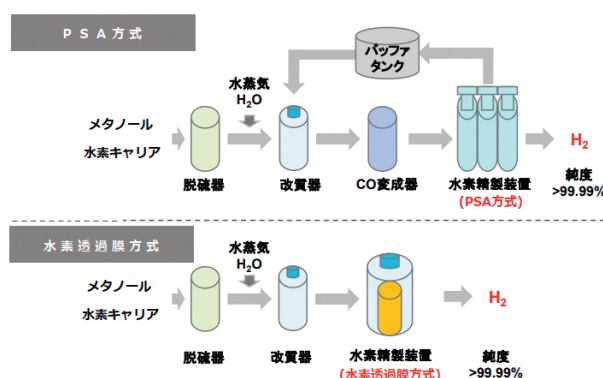 PSA方式
バッファ
タンク
水蒸気
H₂O
メタノール
水素キャリア
H₂
脱硫器
改質器
CO変成器
水素精製装置
(PSA方式)
純度
>99.99%
水素透過膜方式
水蒸気
H₂O
メタノール
水素キャリア
H₂
脱硫器
改質器
水素精製装置
(水素透過膜方式)
純度
>99.99%